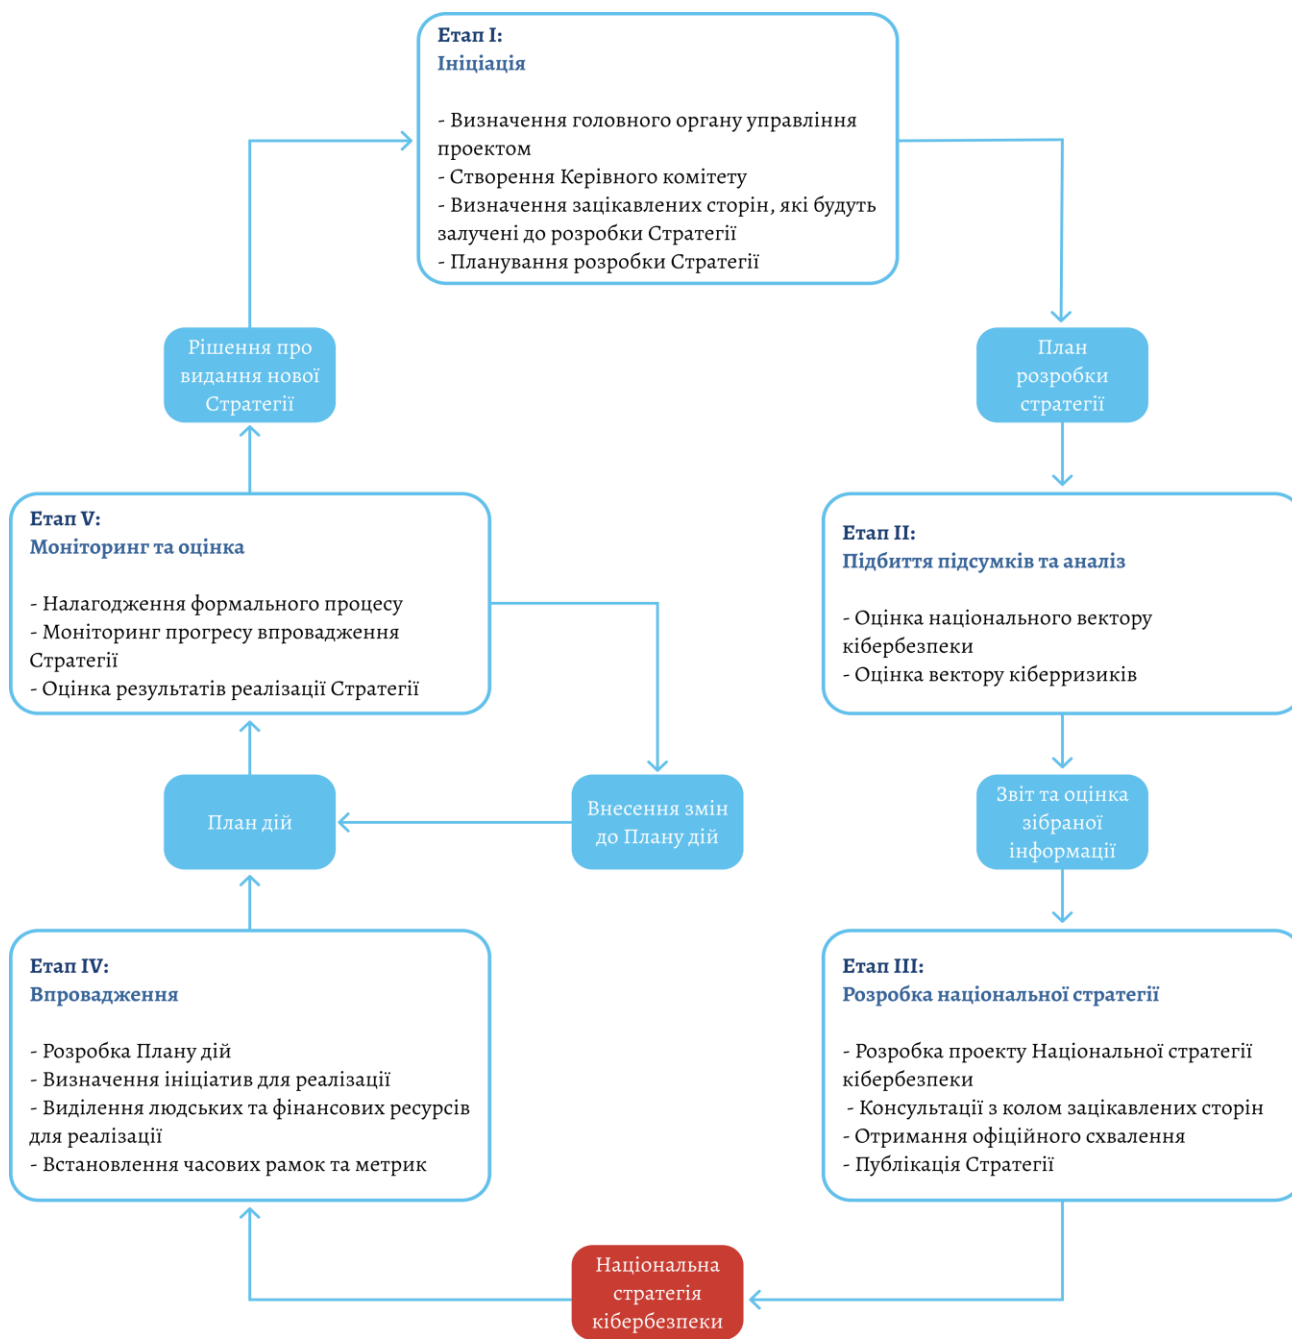 Етап I:
Ініціація
- Визначення головного органу управління
проектом
- Створення Керівного комітету
- Визначення зацікавлених сторін, які будуть
залучені до розробки Стратегії
- Планування розробки Стратегії
Рішення про
видання нової
Стратегії
План
розробки
стратегії
Етап V:
Моніторинг та оцінка
- Налагодження формального процесу
- Моніторинг прогресу впровадження
Стратегії
- Оцінка результатів реалізації Стратегії
Етап II:
Підбиття підсумків та аналіз
- Оцінка національного вектору
кібербезпеки
- Оцінка вектору кіберризиків
План дій
Внесення змін
до Плану дій
Звіт та оцінка
зібраної
інформації
Етап IV:
Впровадження
- Розробка Плану дій
- Визначення ініціатив для реалізації
- Виділення людських та фінансових ресурсів
для реалізації
- Встановлення часових рамок та метрик
Етап III:
Розробка національної стратегії
- Розробка проекту Національної стратегії
кібербезпеки
- Консультації з колом зацікавлених сторін
- Отримання офіційного схвалення
- Публікація Стратегії
Національна
стратегія
кібербезпеки